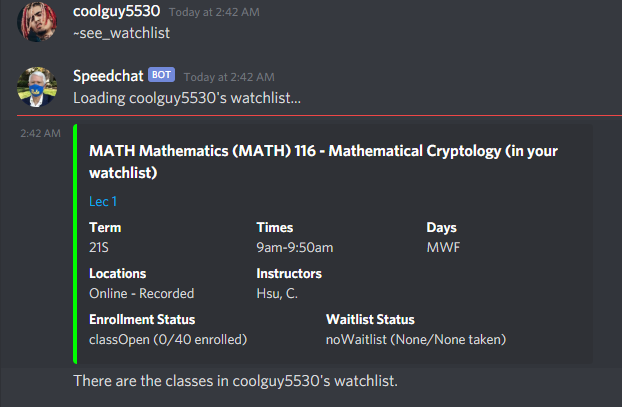 coolguy5530 Today at 2:42 AM
~see_watchlist
Speedchat BOT Today at 2:42 AM
Loading coolguy5530's watchlist...
2:42 AM
MATH Mathematics (MATH) 116 - Mathematical Cryptology (in your
watchlist)
Lec 1
Term Times Days
21S 9am-9:50am MWF
Locations Instructors
Online - Recorded Hsu, C.
Enrollment Status Waitlist Status
classOpen (0/40 enrolled) noWaitlist (None/None taken)
There are the classes in coolguy5530's watchlist.